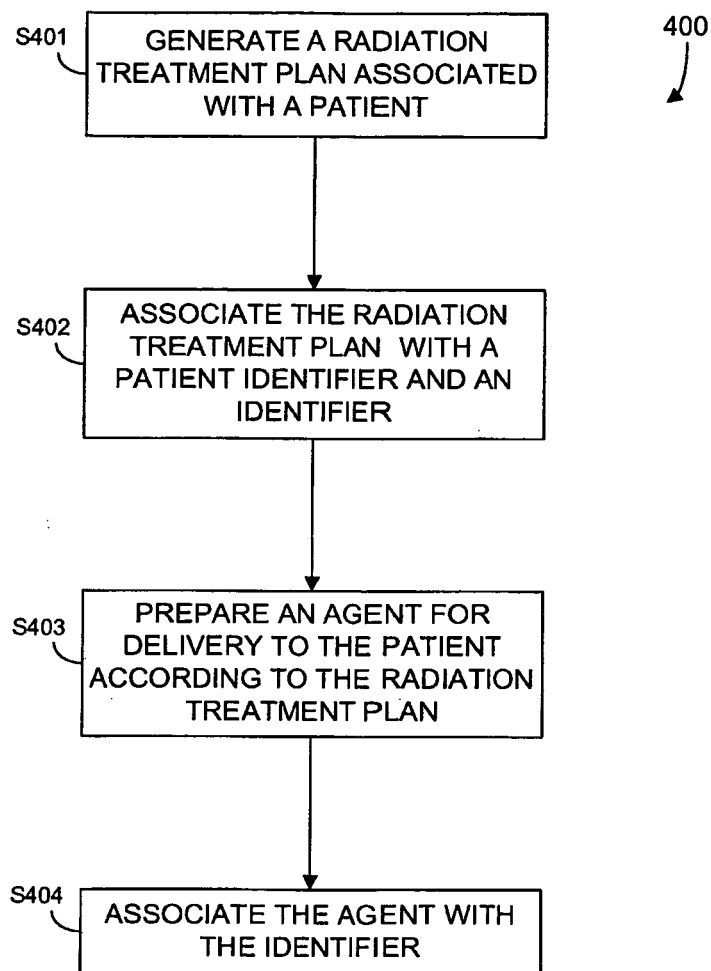 400
S401
GENERATE A RADIATION
TREATMENT PLAN ASSOCIATED
WITH A PATIENT
S402
ASSOCIATE THE RADIATION
TREATMENT PLAN WITH A
PATIENT IDENTIFIER AND AN
IDENTIFIER
S403
PREPARE AN AGENT FOR
DELIVERY TO THE PATIENT
ACCORDING TO THE RADIATION
TREATMENT PLAN
S404
ASSOCIATE THE AGENT WITH
THE IDENTIFIER